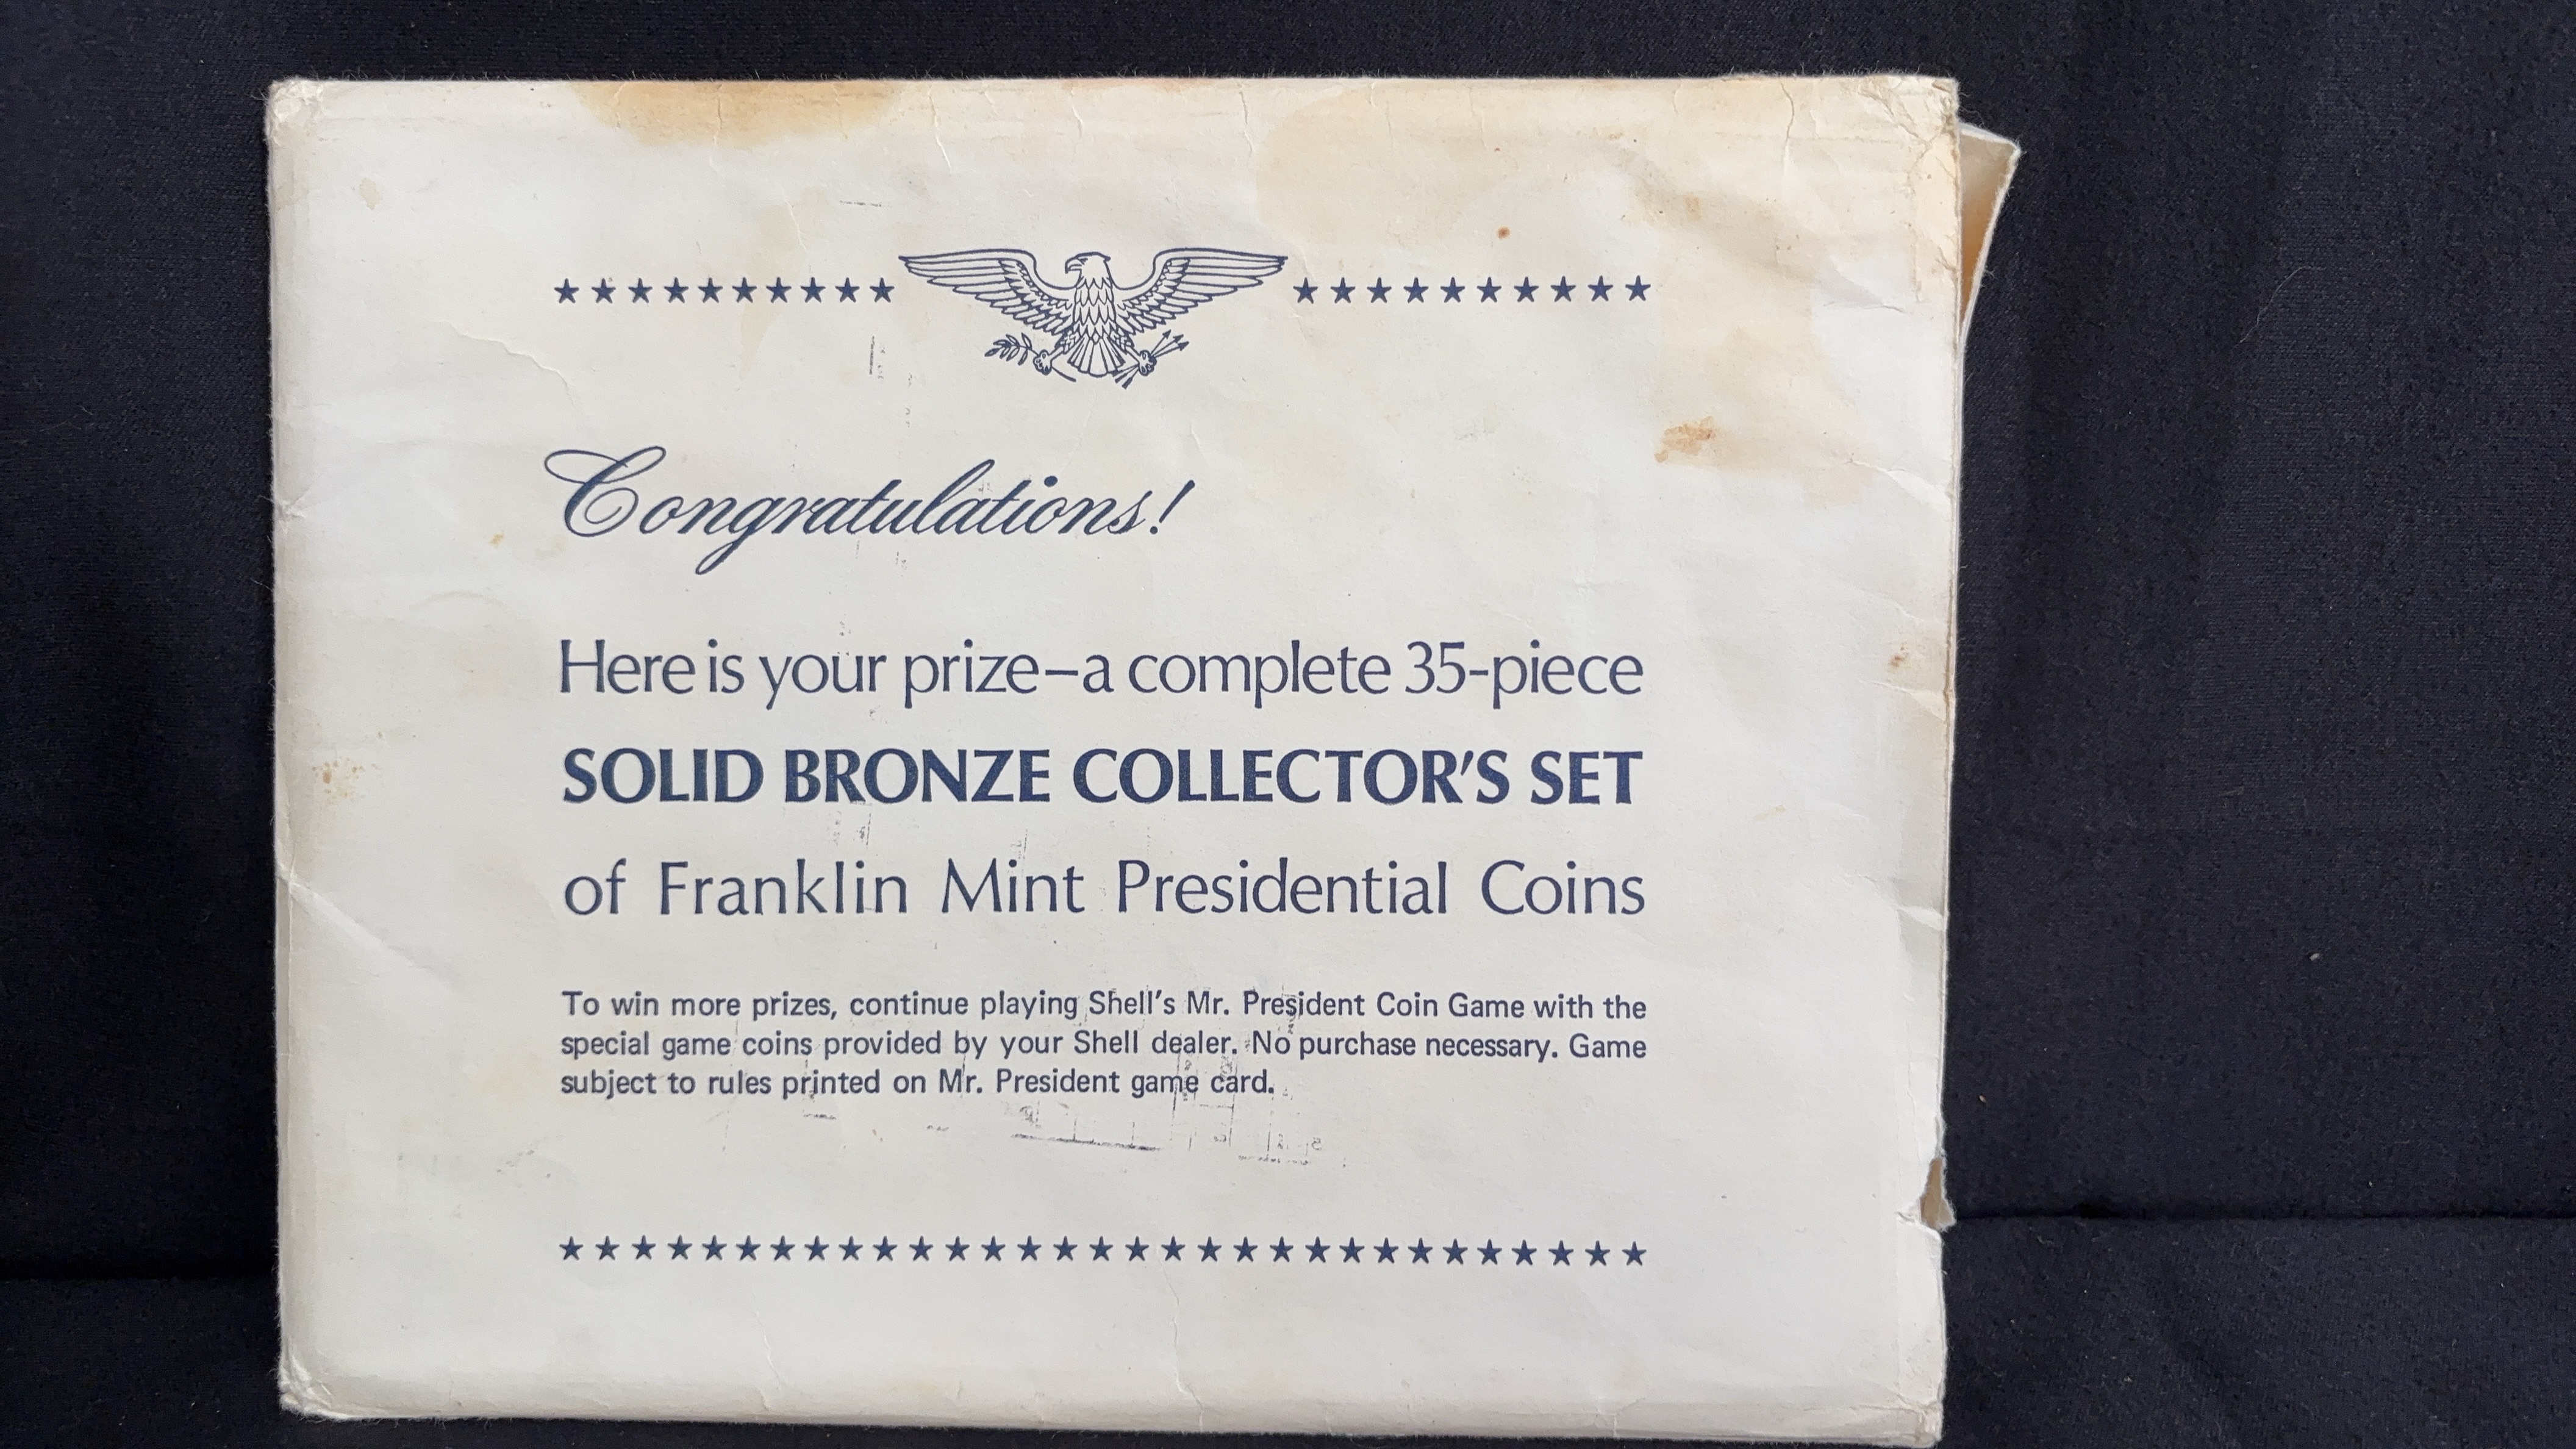 Congratulations!
Here is your prize–a complete 35-piece
SOLID BRONZE COLLECTOR'S SET
of Franklin Mint Presidential Coins
To win more prizes, continue playing Shell's Mr. President Coin Game with the
special game coins provided by your Shell dealer. No purchase necessary. Game
subject to rules printed on Mr. President game card.